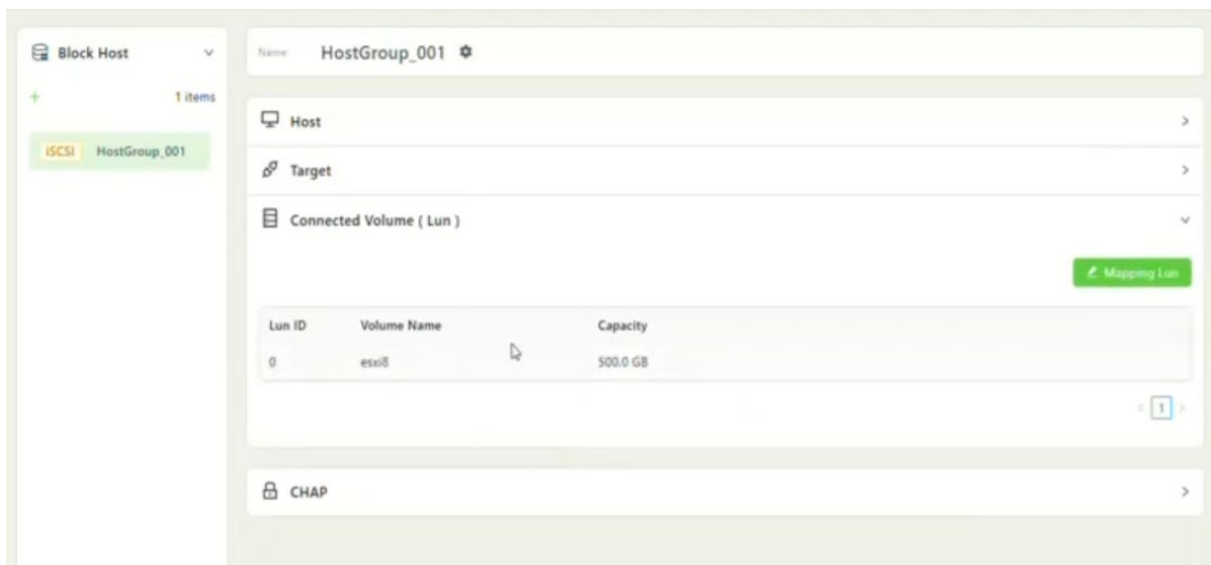 Block Host
1 items
iSCSI HostGroup_001
Name: HostGroup_001
Host
Target
Connected Volume ( Lun )
Mapping Lun
Lun ID Volume Name Capacity
0 esxi8 500.0 GB
< 1 >
CHAP